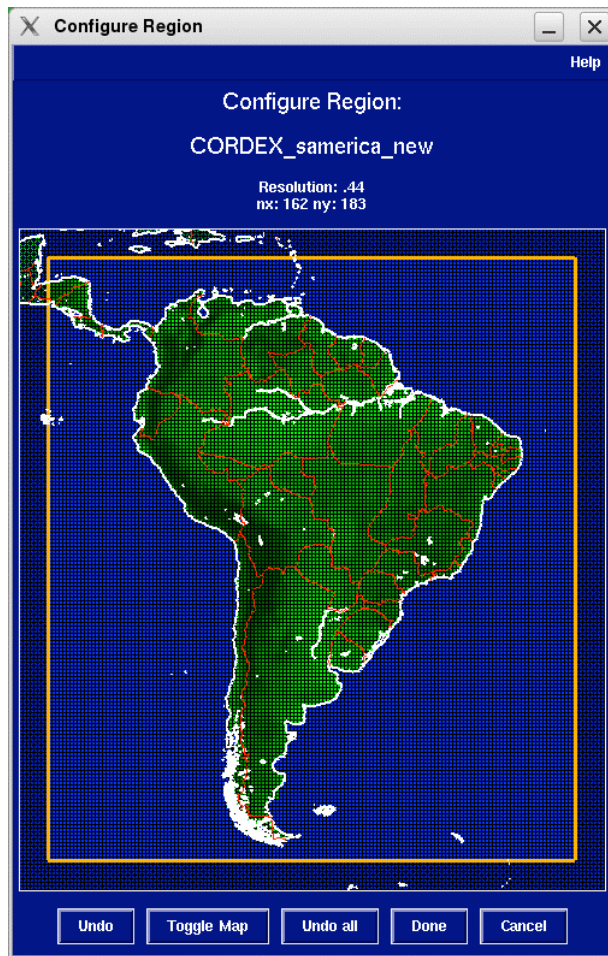 Configure Region
Help
Configure Region:
CORDEX_samerica_new
Resolution: .44
nx: 162 ny: 183
Undo Toggle Map Undo all Done Cancel